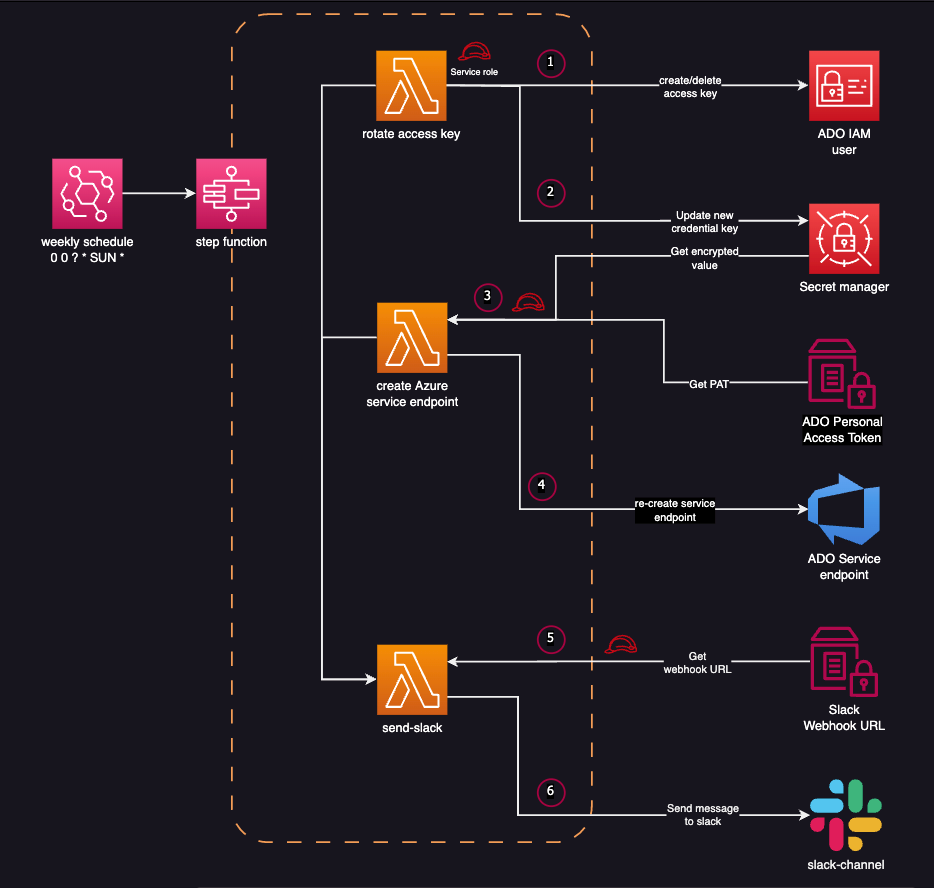 Service role
1
create/delete
access key
rotate access key
ADO IAM
user
2
weekly schedule
0 0 ? * SUN *
step function
Update new
credential key
Get encrypted
value
Secret manager
3
create Azure
service endpoint
Get PAT
ADO Personal
Access Token
4
re-create service
endpoint
ADO Service
endpoint
5
Get
webhook URL
send-slack
Slack
Webhook URL
6
Send message
to slack
slack-channel